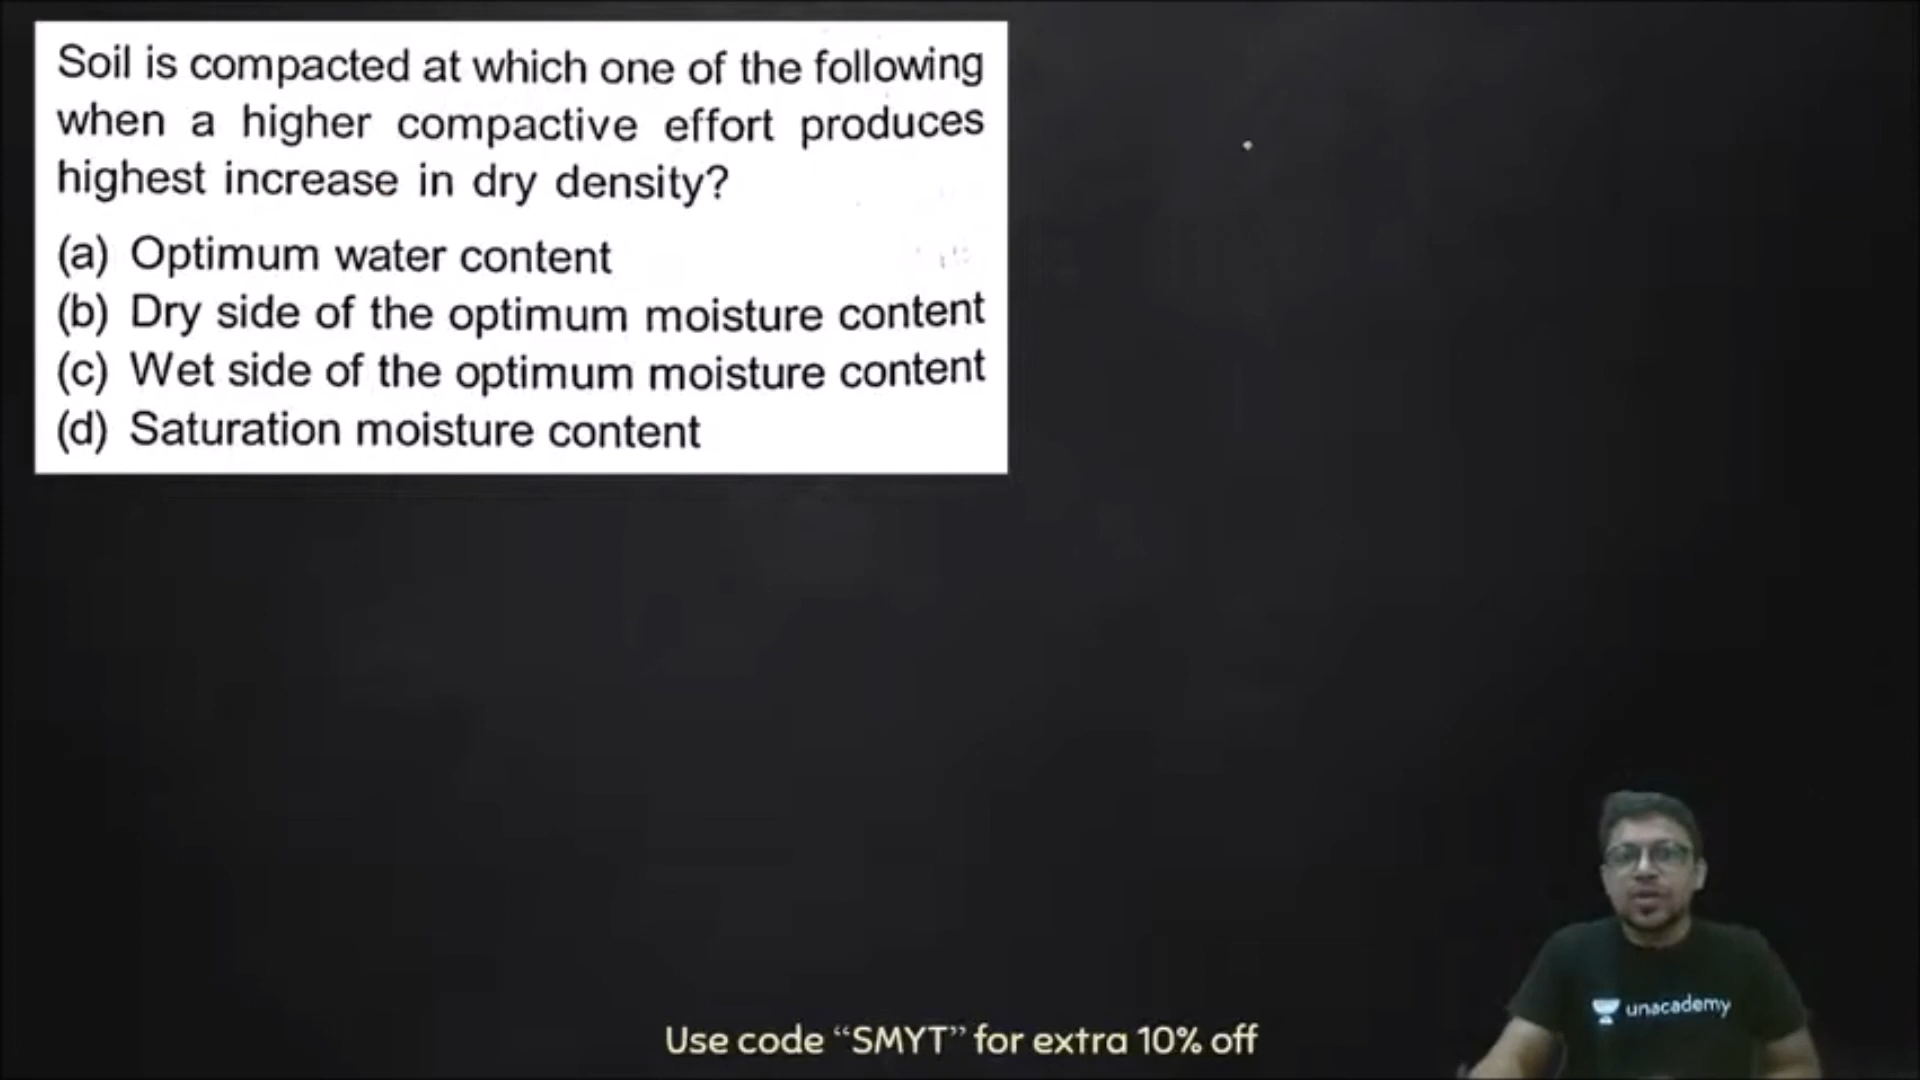 Soil is compacted at which one of the following
when a higher compactive effort produces
highest increase in dry density?
(a) Optimum water content
(b) Dry side of the optimum moisture content
(c) Wet side of the optimum moisture content
(d) Saturation moisture content
unacademy
Use code “SMYT” for extra 10% off